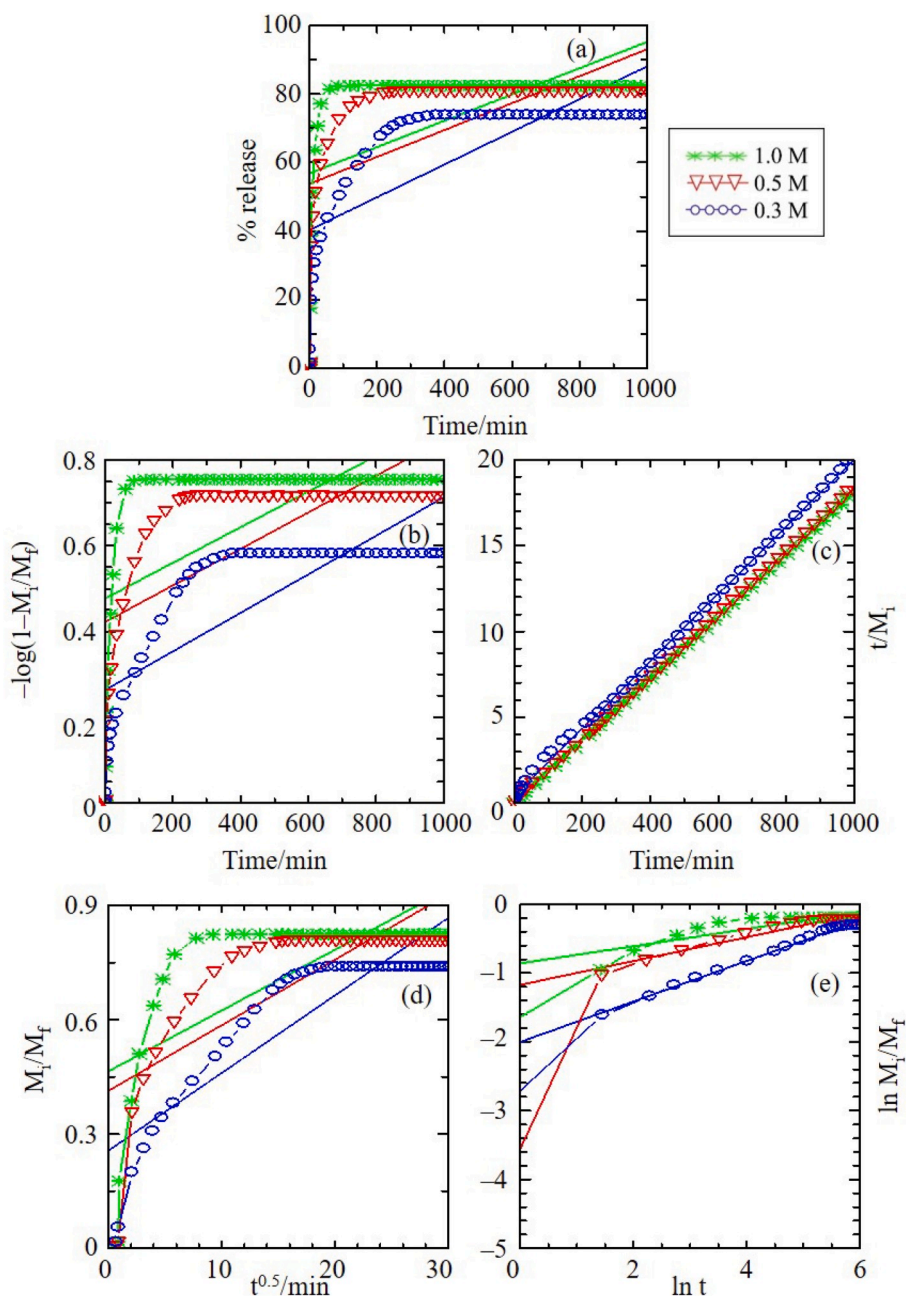 100
80
60
40
20
0
% release
(a)
0
200
400
600
800
1000
Time/min
1.0 M
0.5 M
0.3 M
0.8
0.6
0.4
0.2
0
–log(1–Mᵢ/M_f)
(b)
0
200
400
600
800
1000
Time/min
20
15
10
5
0
t/Mᵢ
(c)
0
200
400
600
800
1000
Time/min
0.9
0.6
0.3
0
Mᵢ/M_f
(d)
0
10
20
30
t⁰·⁵/min
0
–1
–2
–3
–4
–5
ln Mᵢ/M_f
(e)
0
2
4
6
ln t